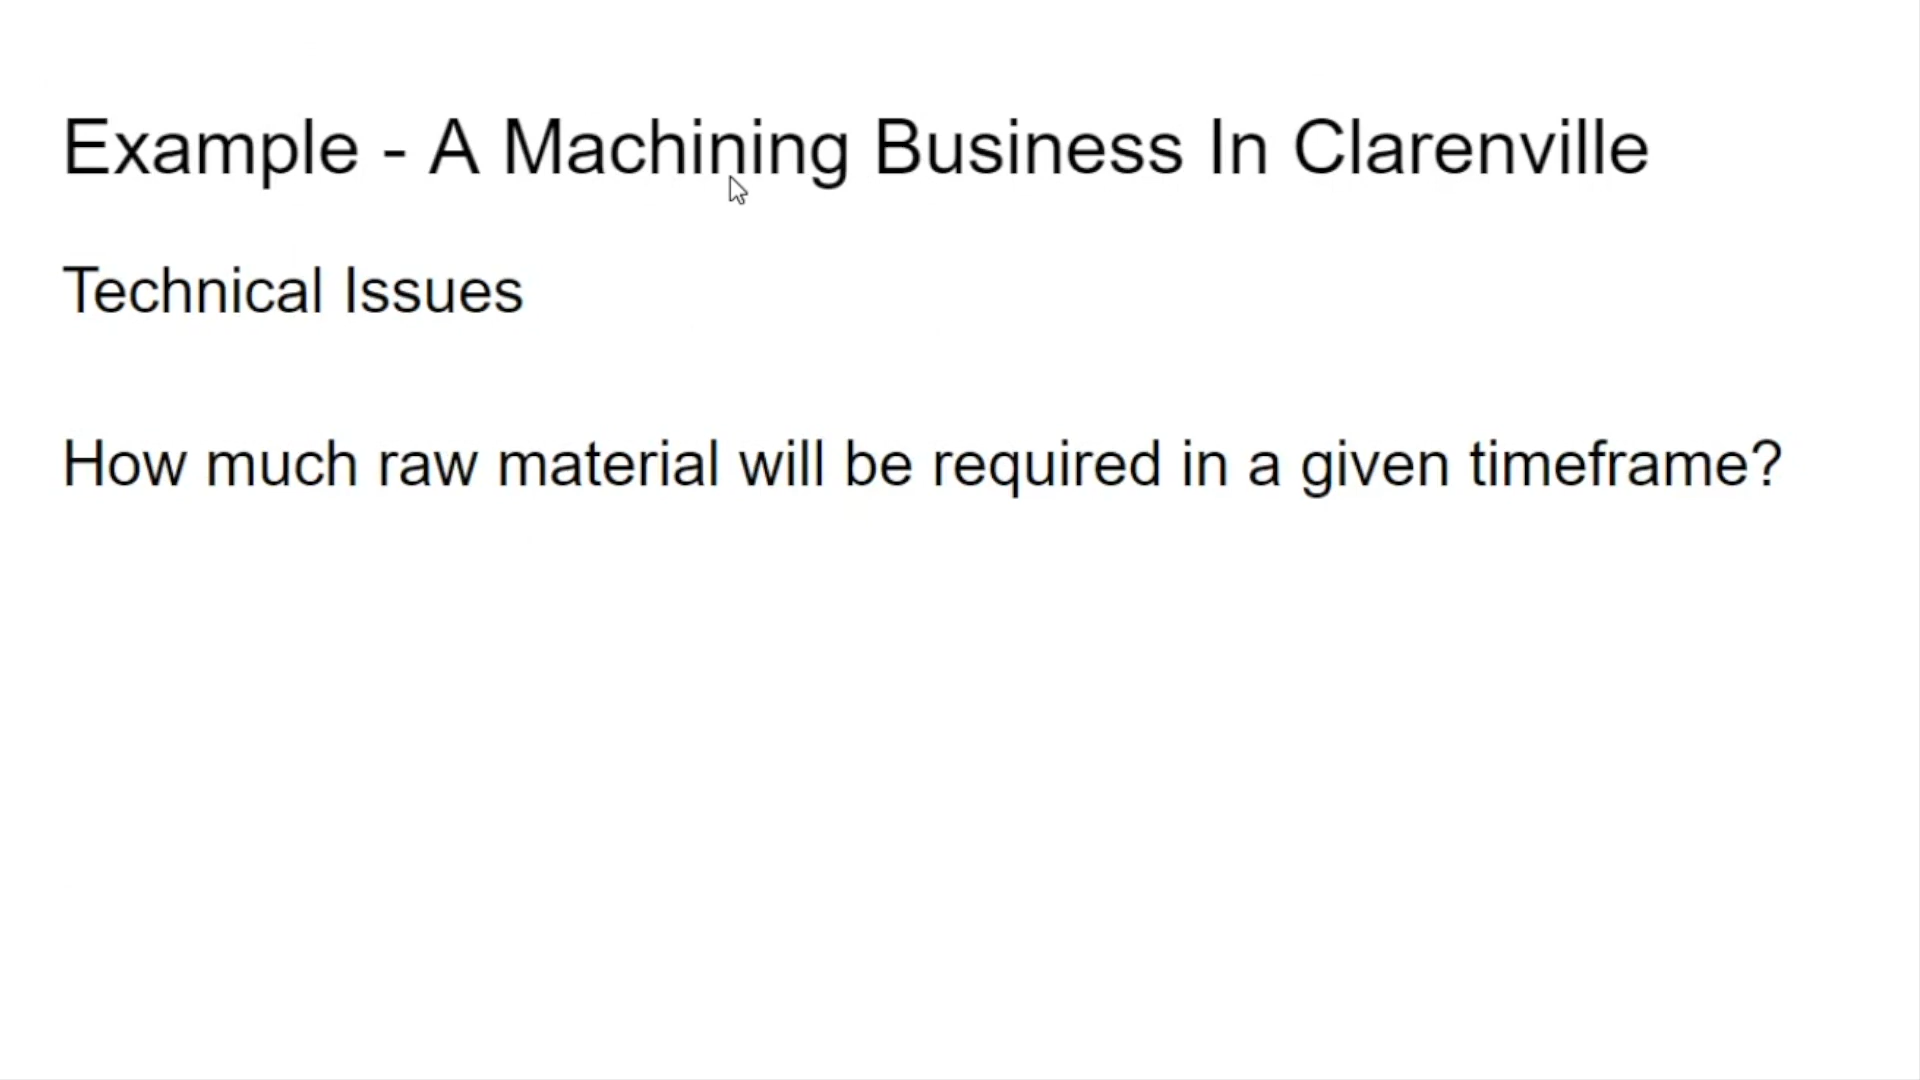 Example - A Machining Business In Clarenville
Technical Issues
How much raw material will be required in a given timeframe?